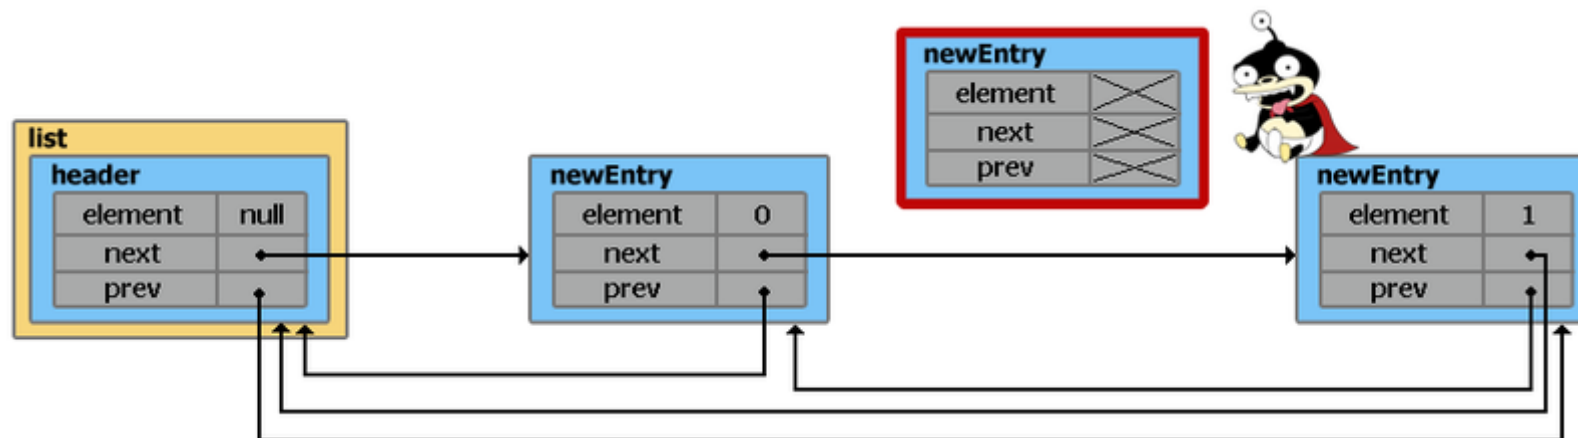 list
header
element null
next
prev
newEntry
element 0
next
prev
newEntry
element
next
prev
newEntry
element 1
next
prev